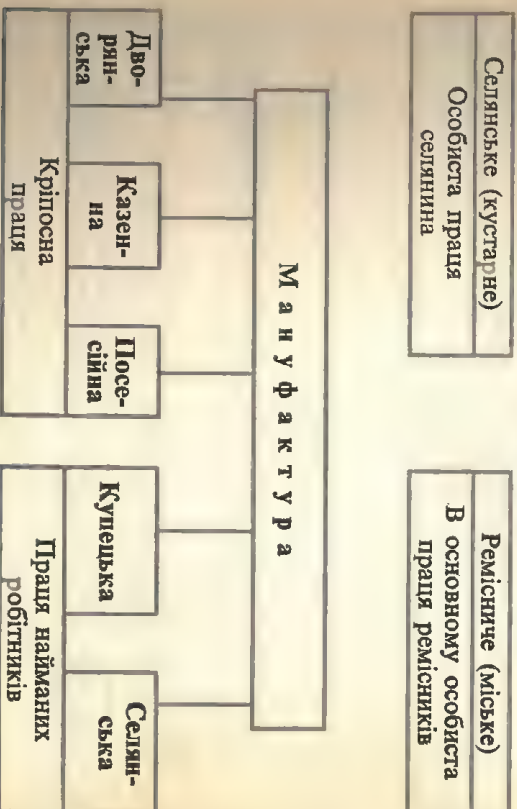 Селянське (кустарне)
Особиста праця
селянина
Ремісниче (міське)
В основному особиста
праця ремісників
Мануфактура
Дво-
рян-
ська
Казен-
на
Посе-
сійна
Купецька
Селян-
ська
Кріпосна
праця
Праця найманих
робітників